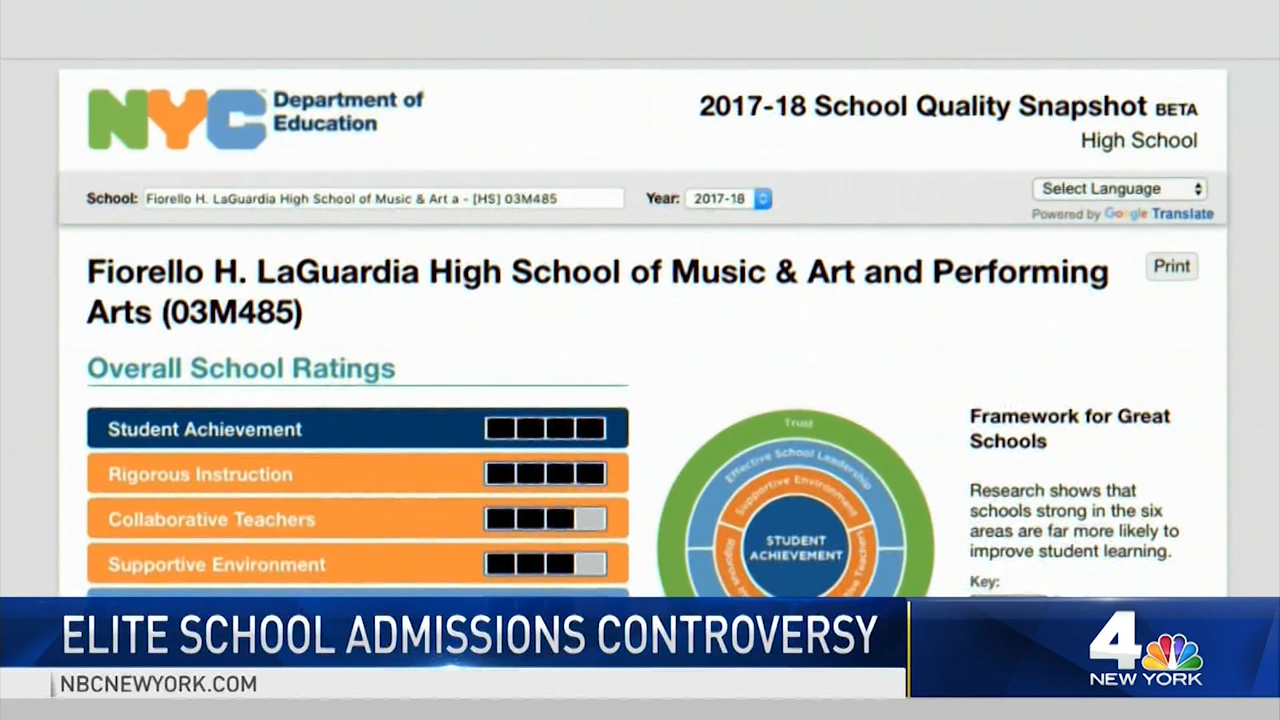 NYC Department of
Education
2017-18 School Quality Snapshot BETA
High School
School: Fiorello H. LaGuardia High School of Music & Art a - [HS] 03M485
Year: 2017-18
Select Language
Powered by Google Translate
Fiorello H. LaGuardia High School of Music & Art and Performing
Arts (03M485)
Print
Overall School Ratings
Student Achievement
Rigorous Instruction
Collaborative Teachers
Supportive Environment
Trust
Effective School Leadership
Supportive Environment
STUDENT
ACHIEVEMENT
Framework for Great
Schools
Research shows that
schools strong in the six
areas are far more likely to
improve student learning.
Key:
ELITE SCHOOL ADMISSIONS CONTROVERSY
NBCNEWYORK.COM
4
NEW YORK